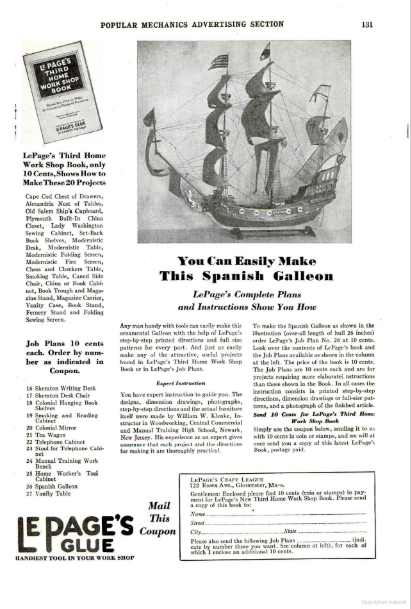 POPULAR MECHANICS ADVERTISING SECTION
131
LE PAGE'S
THIRD
HOME
WORK SHOP
BOOK
LEPAGE'S GLUE
LePage's Third Home
Work Shop Book, only
10 Cents, Shows How to
Make These 20 Projects
Cape Cod Chest of Drawers,
Alexandria Nest of Tables,
Old Salem Ship's Cupboard,
Plymouth Built-In China
Closet, Lady Washington
Sewing Cabinet, Set-Back
Book Shelves, Modernistic
Desk, Modernistic Table,
Modernistic Folding Screen,
Modernistic Fire Screen,
Chess and Checkers Table,
Smoking Table, Caned Side
Chair, China or Book Cabi-
net, Book Trough and Maga-
zine Stand, Magazine Carrier,
Vanity Case, Book Stand,
Fernery Stand and Folding
Sewing Screen.
Job Plans 10 cents
each. Order by num-
ber as indicated in
Coupon.
16 Sheraton Writing Desk
17 Sheraton Desk Chair
18 Colonial Hanging Book
Shelves
19 Smoking and Reading
Cabinet
20 Colonial Mirror
21 Tea Wagon
22 Telephone Cabinet
23 Stool for Telephone Cabi-
net
24 Manual Training Work
Bench
25 Home Worker's Tool
Cabinet
26 Spanish Galleon
27 Vanity Table
You Can Easily Make
This Spanish Galleon
LePage's Complete Plans
and Instructions Show You How
Any man handy with tools can easily make this
ornamental Galleon with the help of LePage's
step-by-step printed directions and full size
patterns for every part. And just as easily
make any of the attractive, useful projects
found in LePage's Third Home Work Shop
Book or in LePage's Job Plans.
Expert Instruction
You have expert instruction to guide you. The
designs, dimension drawings, photographs,
step-by-step directions and the actual furniture
itself were made by William W. Klenke, In-
structor in Woodworking, Central Commercial
and Manual Training High School, Newark,
New Jersey. His experience as an expert gives
assurance that each project and the directions
for making it are thoroughly practical.
To make the Spanish Galleon as shown in the
illustration (over-all length of hull 26 inches)
order LePage's Job Plan No. 26 at 10 cents.
Look over the contents of LePage's book and
the Job Plans available as shown in the column
at the left. The price of the book is 10 cents.
The Job Plans are 10 cents each and are for
projects requiring more elaborate instructions
than those shown in the Book. In all cases the
instruction consists in printed step-by-step
directions, dimension drawings or full-size pat-
terns, and a photograph of the finished article.
Send 10 Cents for LePage's Third Home
Work Shop Book
Simply use the coupon below, sending it to us
with 10 cents in coin or stamps, and we will at
once send you a copy of this latest LePage's
Book, postage paid.
LE PAGE'S
GLUE
HANDIEST TOOL IN YOUR WORK SHOP
Mail
This
Coupon
LEPAGE'S CRAFT LEAGUE
Essex Ave., Gloucester, Mass.
Gentlemen: Enclosed please find 10 cents (coin or stamps) in pay-
ment for LePage's New Third Home Work Shop Book. Please send
a copy of this book to:
Name
Street
City State
Please also send the following Job Plans (indi-
cate by number those you want. See column at left), for each of
which I enclose an additional 10 cents.
Copyrighted material